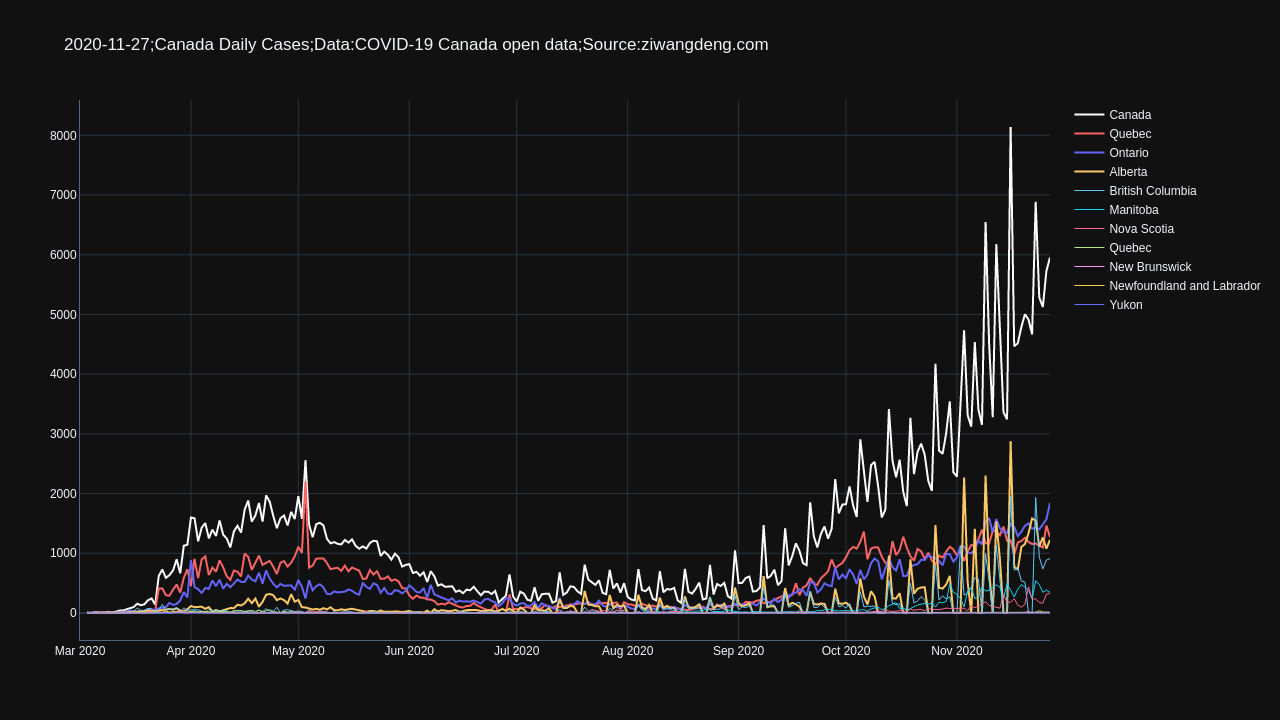 2020-11-27;Canada Daily Cases;Data:COVID-19 Canada open data;Source:ziwangdeng.com
8000
7000
6000
5000
4000
3000
2000
1000
0
Mar 2020 Apr 2020 May 2020 Jun 2020 Jul 2020 Aug 2020 Sep 2020 Oct 2020 Nov 2020
Canada
Quebec
Ontario
Alberta
British Columbia
Manitoba
Nova Scotia
Quebec
New Brunswick
Newfoundland and Labrador
Yukon